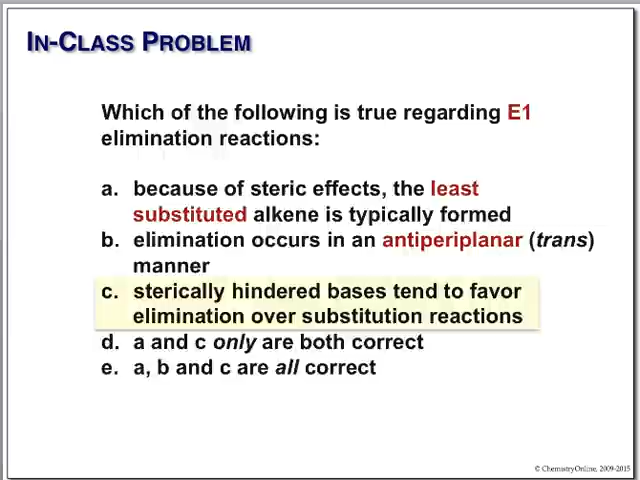 IN-CLASS PROBLEM
Which of the following is true regarding E1
elimination reactions:
a. because of steric effects, the least
substituted alkene is typically formed
b. elimination occurs in an antiperiplanar (trans)
manner
c. sterically hindered bases tend to favor
elimination over substitution reactions
d. a and c only are both correct
e. a, b and c are all correct
© ChemistryOnline, 2009-2015